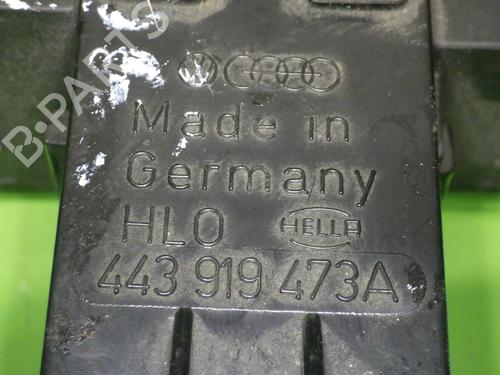 Made in
Germany
HLO HELLA
443 919 473A
B-PARTS